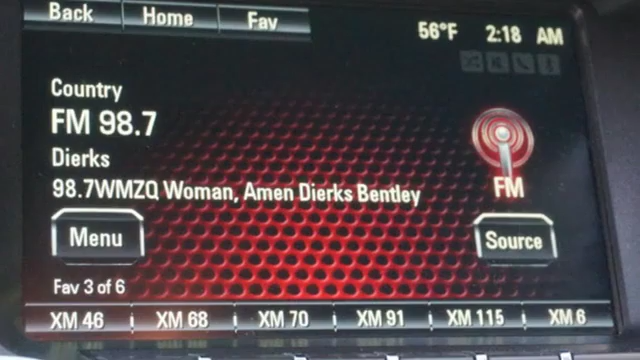 Back Home Fav 56°F 2:18 AM
Country
FM 98.7
Dierks
98.7WMZQ Woman, Amen Dierks Bentley
FM
Menu Source
Fav 3 of 6
XM 46 XM 68 XM 70 XM 91 XM 115 XM 6